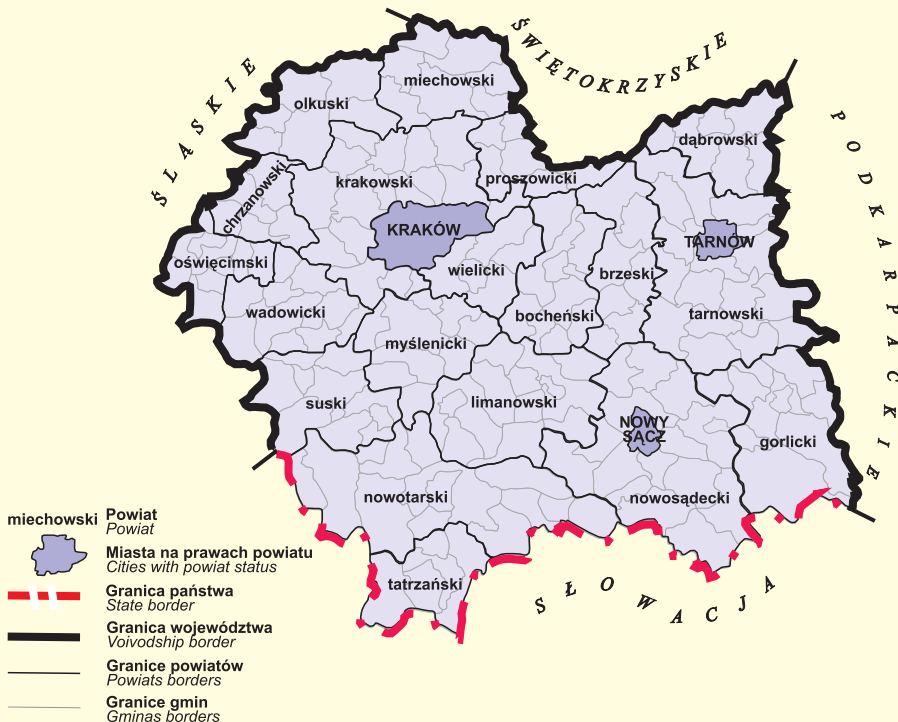 ŚWIĘTOKRZYSKIE
ŚLĄSKIE
PODKARPACKIE
miechowski
olkuski
dąbrowski
chrzanowski
krakowski
proszowicki
KRAKÓW
TARNÓW
oświęcimski
wielicki
brzeski
wadowicki
bocheński
tarnowski
myślenicki
suski
limanowski
NOWY
SĄCZ
gorlicki
nowotarski
nowosądecki
tatrzański
SŁOWACJA
miechowski Powiat
Powiat
Miasta na prawach powiatu
Cities with powiat status
Granica państwa
State border
Granica województwa
Voivodship border
Granice powiatów
Powiats borders
Granice gmin
Gminas borders